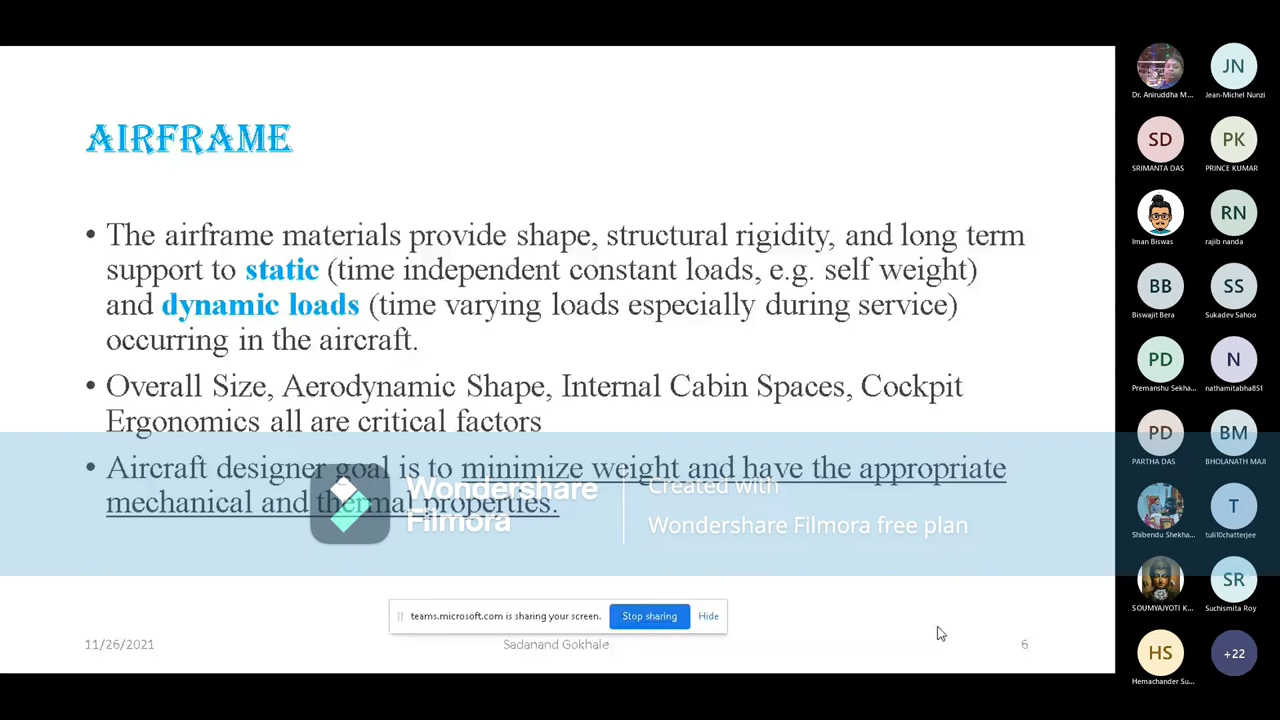 AIRFRAME
• The airframe materials provide shape, structural rigidity, and long term
support to static (time independent constant loads, e.g. self weight)
and dynamic loads (time varying loads especially during service)
occurring in the aircraft.
• Overall Size, Aerodynamic Shape, Internal Cabin Spaces, Cockpit
Ergonomics all are critical factors
• Aircraft designer goal is to minimize weight and have the appropriate
mechanical and thermal properties.
Wondershare
Filmora
Created with
Wondershare Filmora free plan
teams.microsoft.com is sharing your screen.
Stop sharing
Hide
11/26/2021
Sadanand Gokhale
6
Dr. Aniruddha M...
JN
Jean-Michel Nunzi
SD
SRIMANTA DAS
PK
PRINCE KUMAR
Iman Biswas
RN
rajib nanda
BB
Biswajit Bera
SS
Sukadev Sahoo
PD
Premanshu Sekha...
N
nathamitabha851
PD
PARTHA DAS
BM
BHOLANATH MAJI
Shibendu Shekha...
T
tuli10chatterjee
SOUMYAJYOTI K...
SR
Suchismita Roy
HS
Hemachander Su...
+22